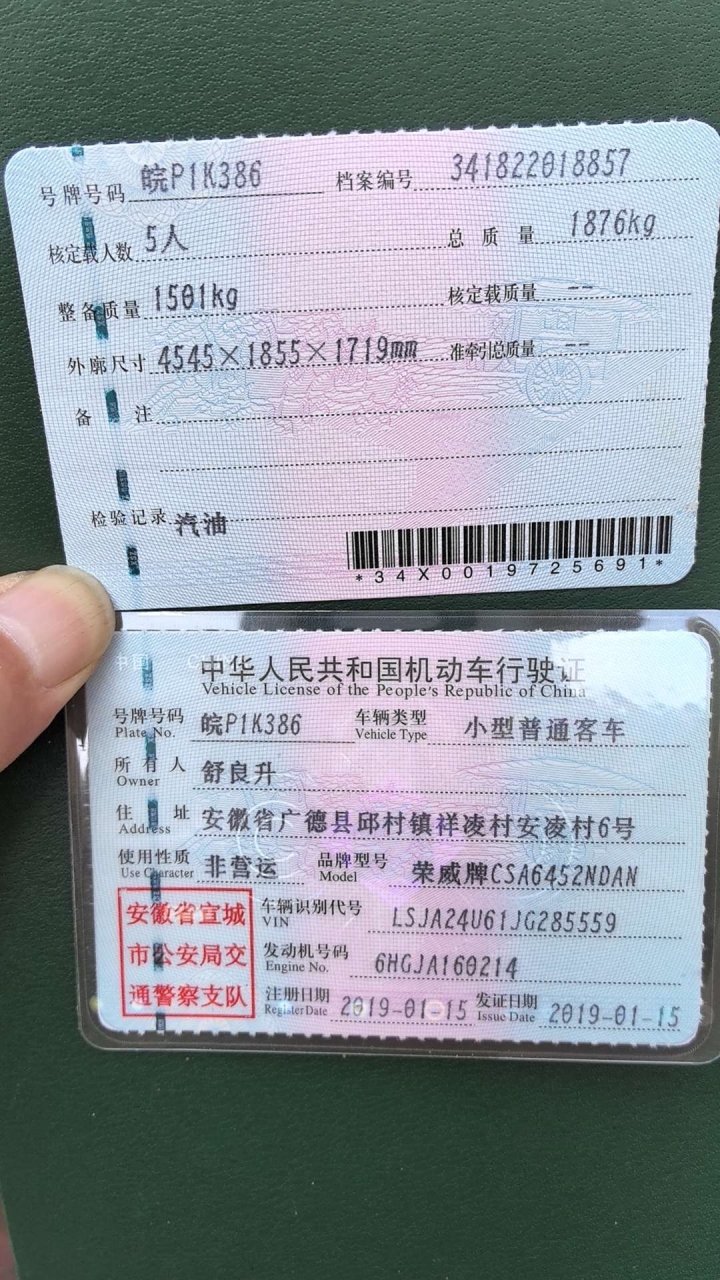 号牌号码 皖P1K386 档案编号 341822018857
核定载人数 5人 总质量 1876kg
整备质量 1501kg 核定载质量 --
外廓尺寸 4545×1855×1719mm 准牵引总质量 --
备注
检验记录 汽油
*34X0019725691*
中华人民共和国机动车行驶证
Vehicle License of the People's Republic of China
号牌号码 皖P1K386 车辆类型 小型普通客车
Plate No. Vehicle Type
所有人 舒良升
Owner
住址 安徽省广德县邱村镇祥凌村安凌村6号
Address
使用性质 非营运 品牌型号 荣威牌CSA6452NDAN
Use Character Model
安徽省宣城 车辆识别代号 LSJA24U61JG285559
VIN
市公安局交 发动机号码 6HGJA160214
Engine No.
通警察支队 注册日期 2019-01-15 发证日期 2019-01-15
Register Date Issue Date